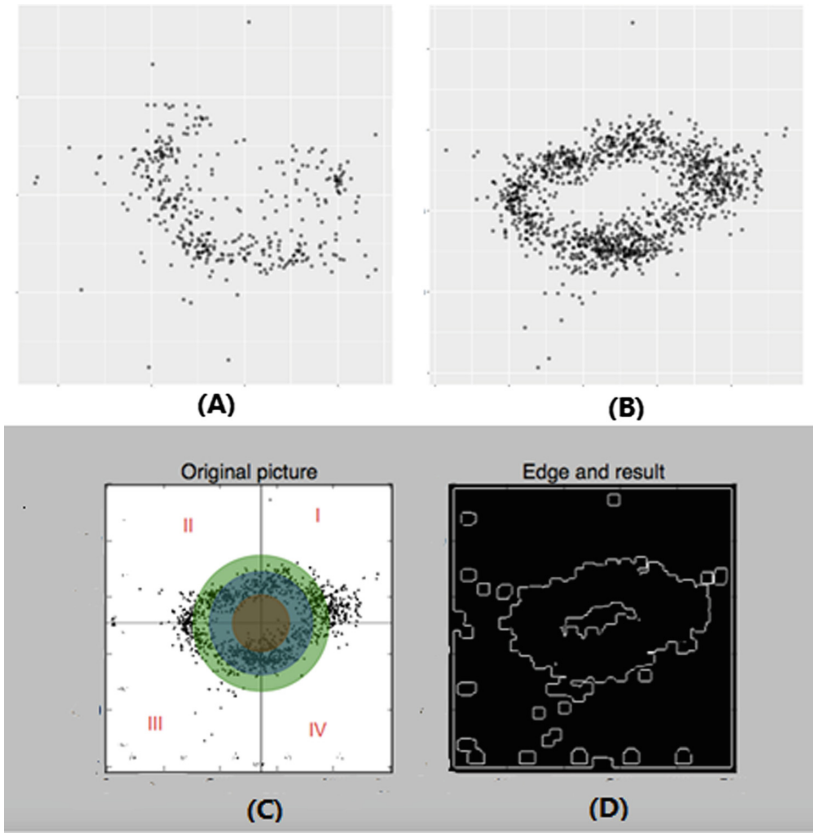 (A)
(B)
Original picture
Edge and result
I
II
III
IV
(C)
(D)